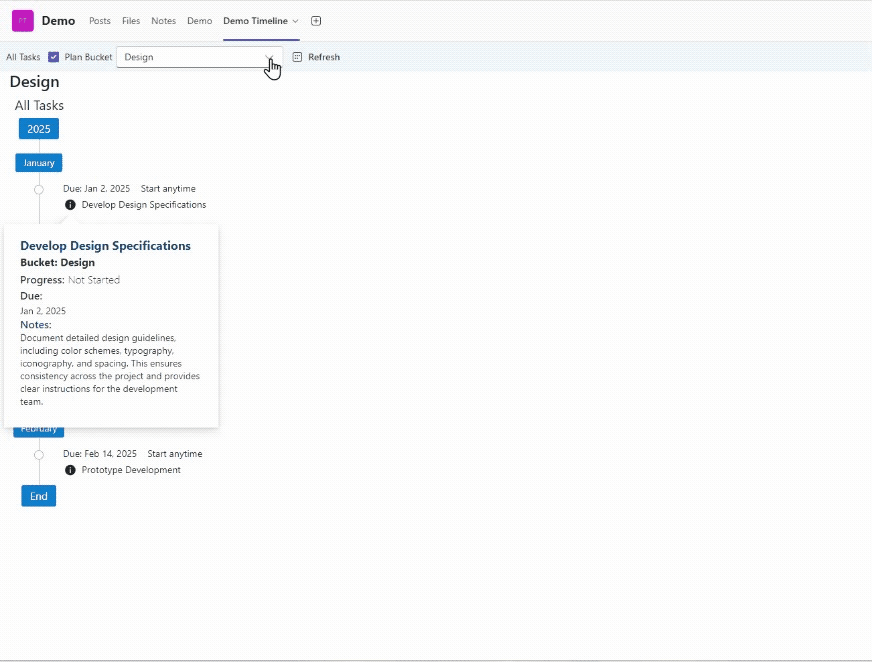 PT Demo Posts Files Notes Demo Demo Timeline
All Tasks Plan Bucket Design Refresh
Design
All Tasks
2025
January
Due: Jan 2, 2025 Start anytime
Develop Design Specifications
Develop Design Specifications
Bucket: Design
Progress: Not Started
Due:
Jan 2, 2025
Notes:
Document detailed design guidelines,
including color schemes, typography,
iconography, and spacing. This ensures
consistency across the project and provides
clear instructions for the development
team.
February
Due: Feb 14, 2025 Start anytime
Prototype Development
End